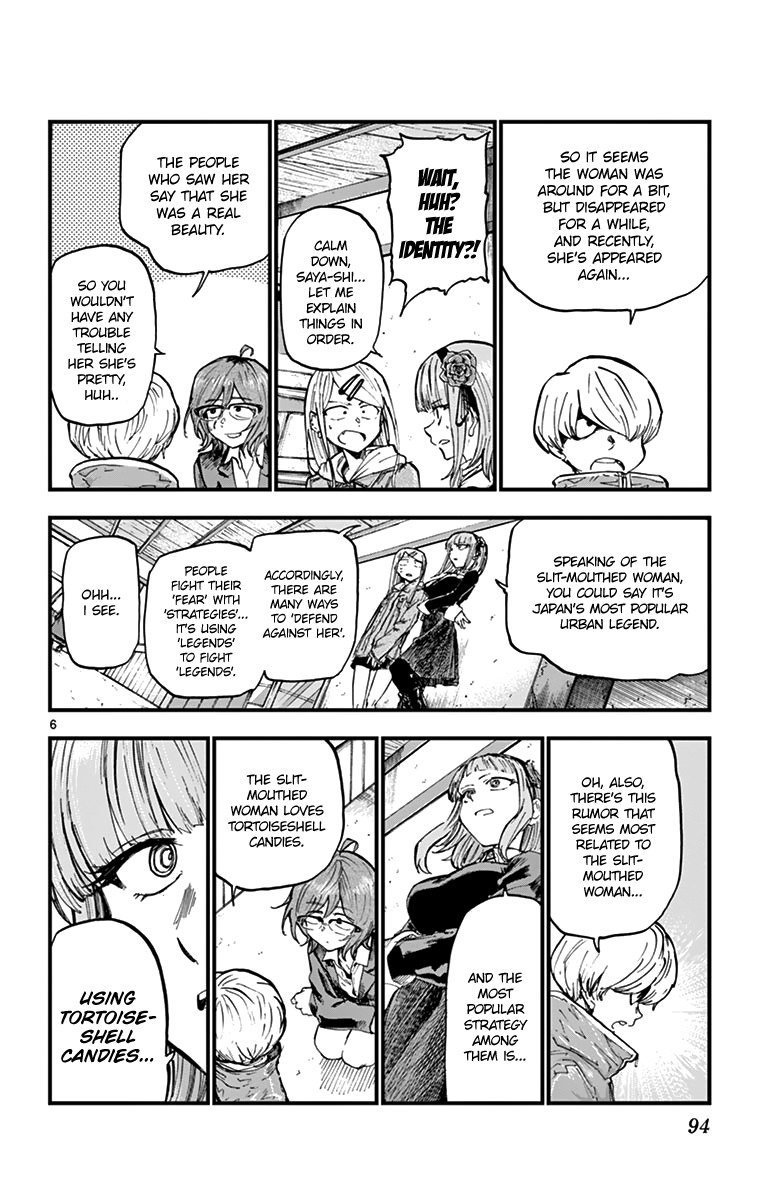 SO IT SEEMS
THE WOMAN WAS
AROUND FOR A BIT,
BUT DISAPPEARED
FOR A WHILE,
AND RECENTLY,
SHE'S APPEARED
AGAIN...
WAIT,
HUH?
THE
IDENTITY?!
CALM
DOWN,
SAYA-SHI...
LET ME
EXPLAIN
THINGS IN
ORDER.
THE PEOPLE
WHO SAW HER
SAY THAT SHE
WAS A REAL
BEAUTY.
SO YOU
WOULDN'T
HAVE ANY
TROUBLE
TELLING
HER SHE'S
PRETTY,
HUH..
SPEAKING OF THE
SLIT-MOUTHED WOMAN,
YOU COULD SAY IT'S
JAPAN'S MOST POPULAR
URBAN LEGEND.
ACCORDINGLY,
THERE ARE
MANY WAYS
TO 'DEFEND
AGAINST HER'.
PEOPLE
FIGHT THEIR
'FEAR' WITH
'STRATEGIES'...
IT'S USING
'LEGENDS'
TO FIGHT
'LEGENDS'.
OHH...
I SEE.
6
OH, ALSO,
THERE'S THIS
RUMOR THAT
SEEMS MOST
RELATED TO
THE SLIT-
MOUTHED
WOMAN...
AND THE
MOST
POPULAR
STRATEGY
AMONG
THEM IS...
THE SLIT-
MOUTHED
WOMAN LOVES
TORTOISESHELL
CANDIES.
USING
TORTOISE-
SHELL
CANDIES...
94